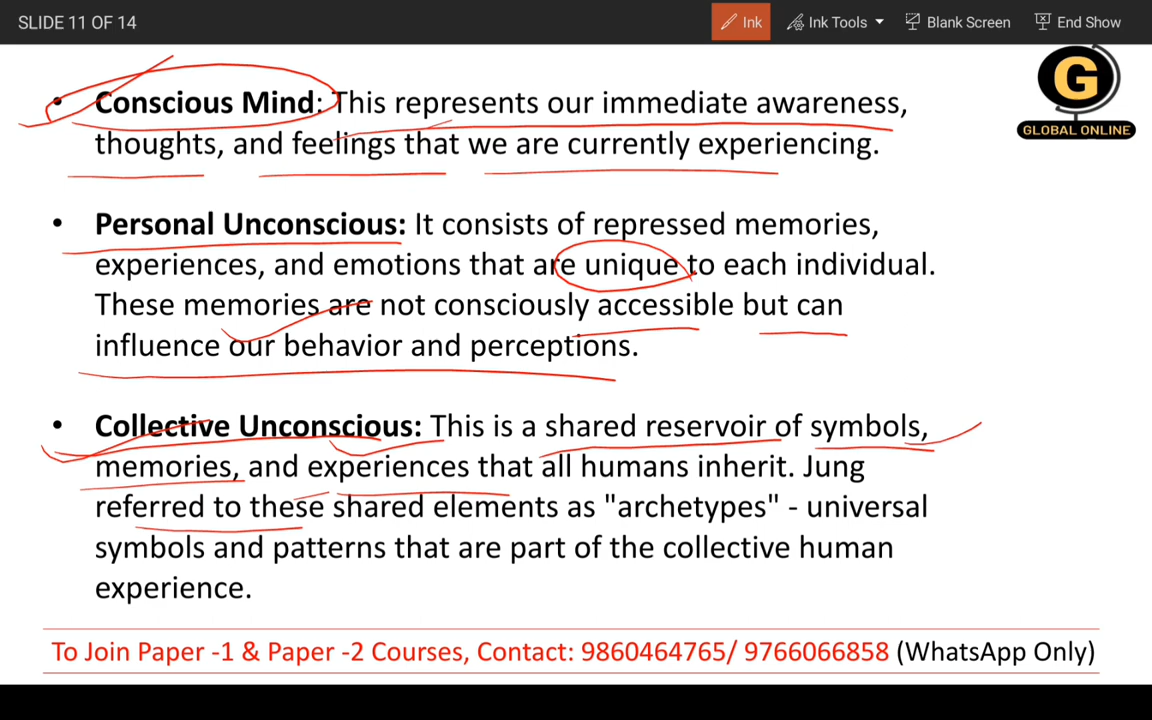 SLIDE 11 OF 14
Ink
Ink Tools
Blank Screen
End Show
G
GLOBAL ONLINE
• Conscious Mind: This represents our immediate awareness,
thoughts, and feelings that we are currently experiencing.
• Personal Unconscious: It consists of repressed memories,
experiences, and emotions that are unique to each individual.
These memories are not consciously accessible but can
influence our behavior and perceptions.
• Collective Unconscious: This is a shared reservoir of symbols,
memories, and experiences that all humans inherit. Jung
referred to these shared elements as "archetypes" - universal
symbols and patterns that are part of the collective human
experience.
To Join Paper -1 & Paper -2 Courses, Contact: 9860464765/ 9766066858 (WhatsApp Only)